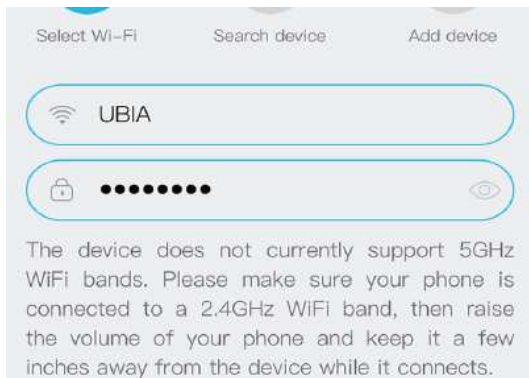 Select Wi-Fi
Search device
Add device
UBIA
●●●●●●●●
The device does not currently support 5GHz
WiFi bands. Please make sure your phone is
connected to a 2.4GHz WiFi band, then raise
the volume of your phone and keep it a few
inches away from the device while it connects.